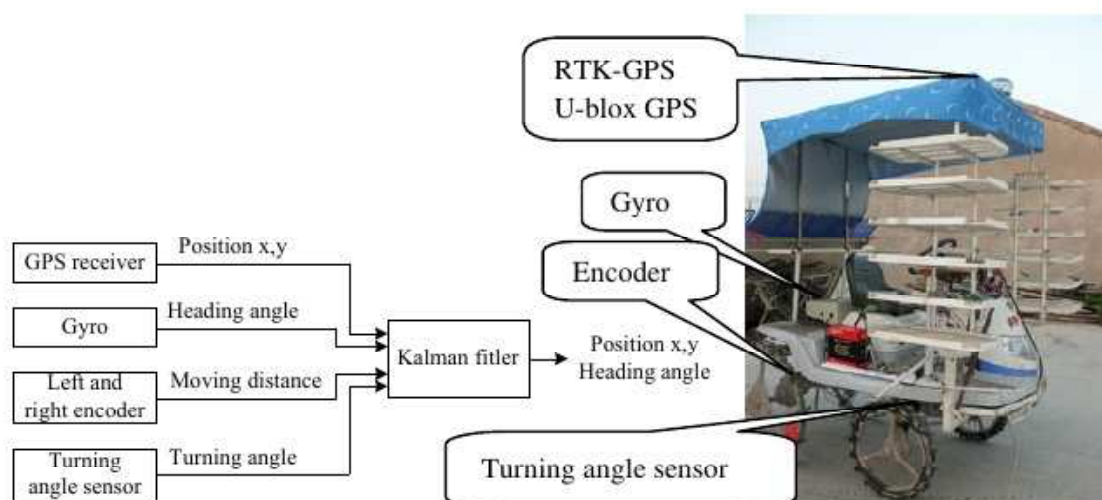 RTK-GPS
U-blox GPS
Gyro
Encoder
Turning angle sensor
GPS receiver
Position x,y
Gyro
Heading angle
Left and
right encoder
Moving distance
Turning
angle sensor
Turning angle
Kalman fitler
Position x,y
Heading angle